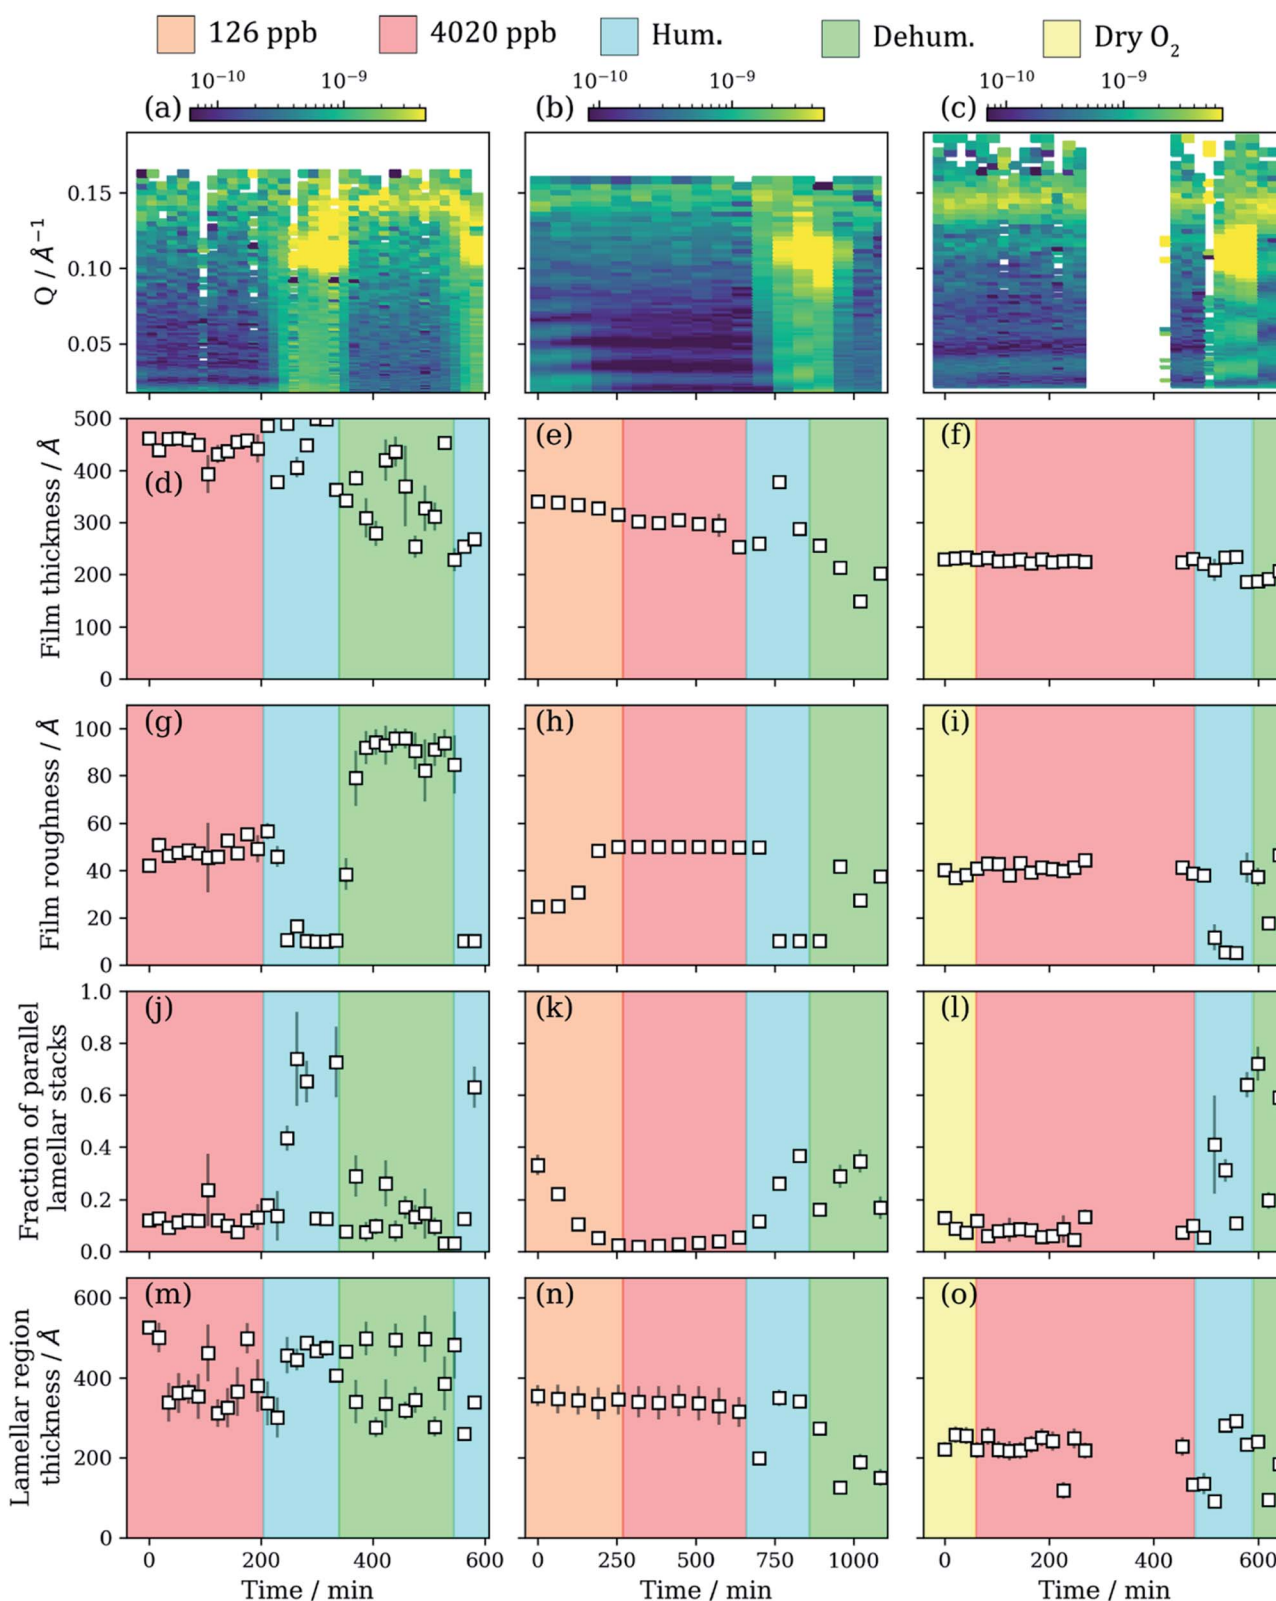 126 ppb 4020 ppb Hum. Dehum. Dry O₂
10⁻¹⁰ 10⁻⁹ 10⁻¹⁰ 10⁻⁹ 10⁻¹⁰ 10⁻⁹
(a) (b) (c)
Q / Å⁻¹
0.15
0.10
0.05
Film thickness / Å
500
400
300
200
100
0
(d) (e) (f)
Film roughness / Å
100
80
60
40
20
0
(g) (h) (i)
Fraction of parallel
lamellar stacks
1.0
0.8
0.6
0.4
0.2
0.0
(j) (k) (l)
Lamellar region
thickness / Å
600
400
200
0
(m) (n) (o)
0 200 400 600 0 250 500 750 1000 0 200 400 600
Time / min Time / min Time / min